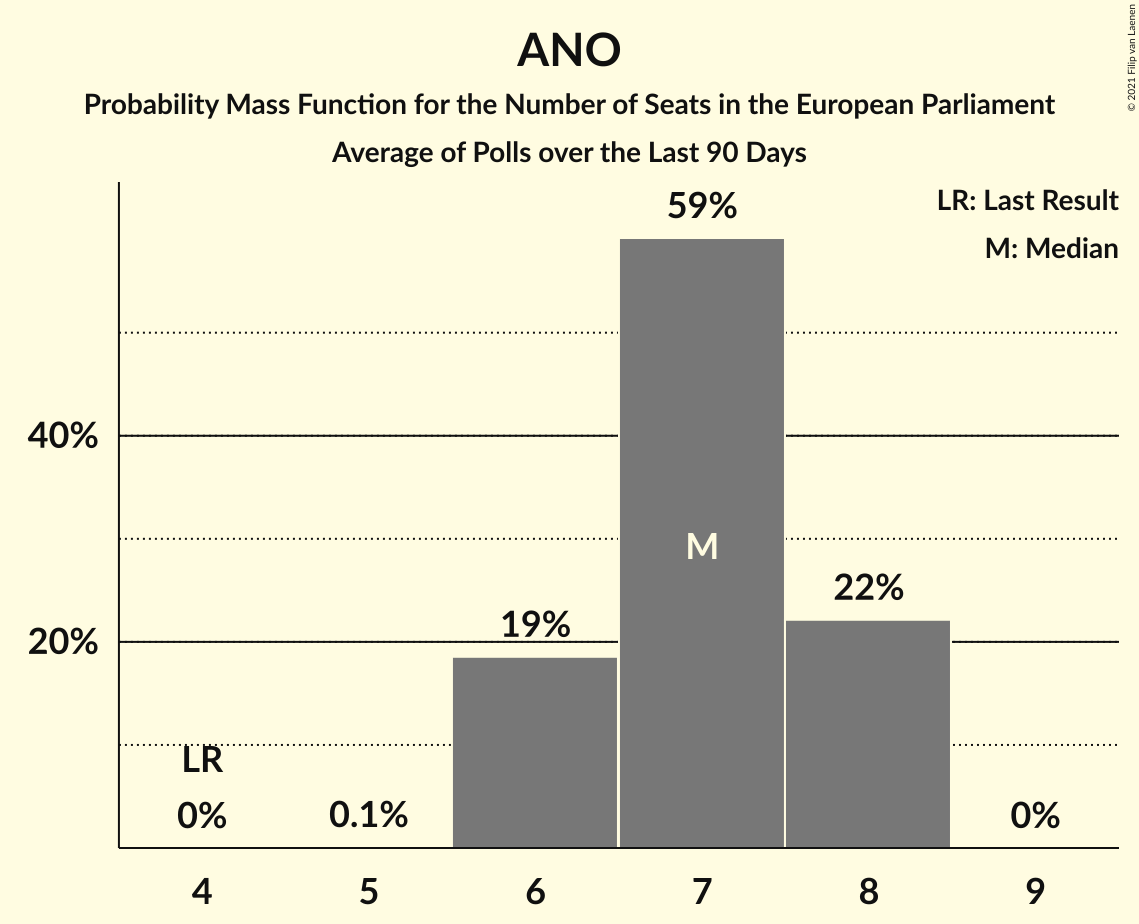 ANO
Probability Mass Function for the Number of Seats in the European Parliament
Average of Polls over the Last 90 Days
© 2021 Filip van Laenen
LR: Last Result
M: Median
59%
40%
M
22%
19%
20%
LR
0%
0.1%
0%
4 5 6 7 8 9